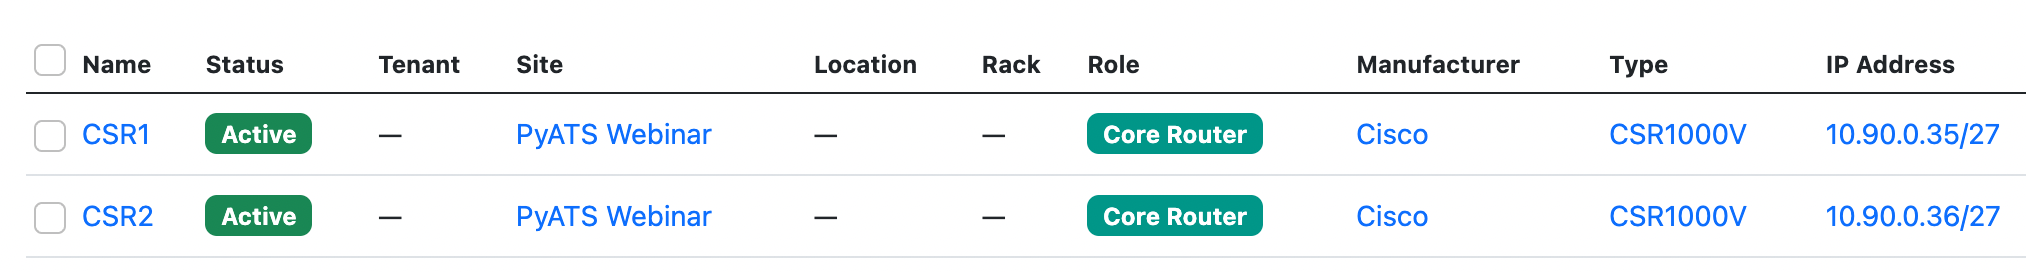 Name Status Tenant Site Location Rack Role Manufacturer Type IP Address
CSR1 Active — PyATS Webinar — — Core Router Cisco CSR1000V 10.90.0.35/27
CSR2 Active — PyATS Webinar — — Core Router Cisco CSR1000V 10.90.0.36/27